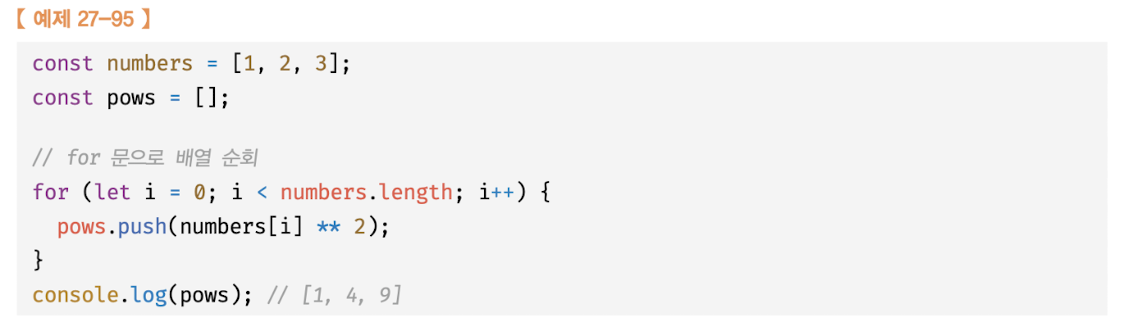 【 예제 27-95 】
const numbers = [1, 2, 3];
const pows = [];
// for 문으로 배열 순회
for (let i = 0; i < numbers.length; i++) {
  pows.push(numbers[i] ** 2);
}
console.log(pows); // [1, 4, 9]